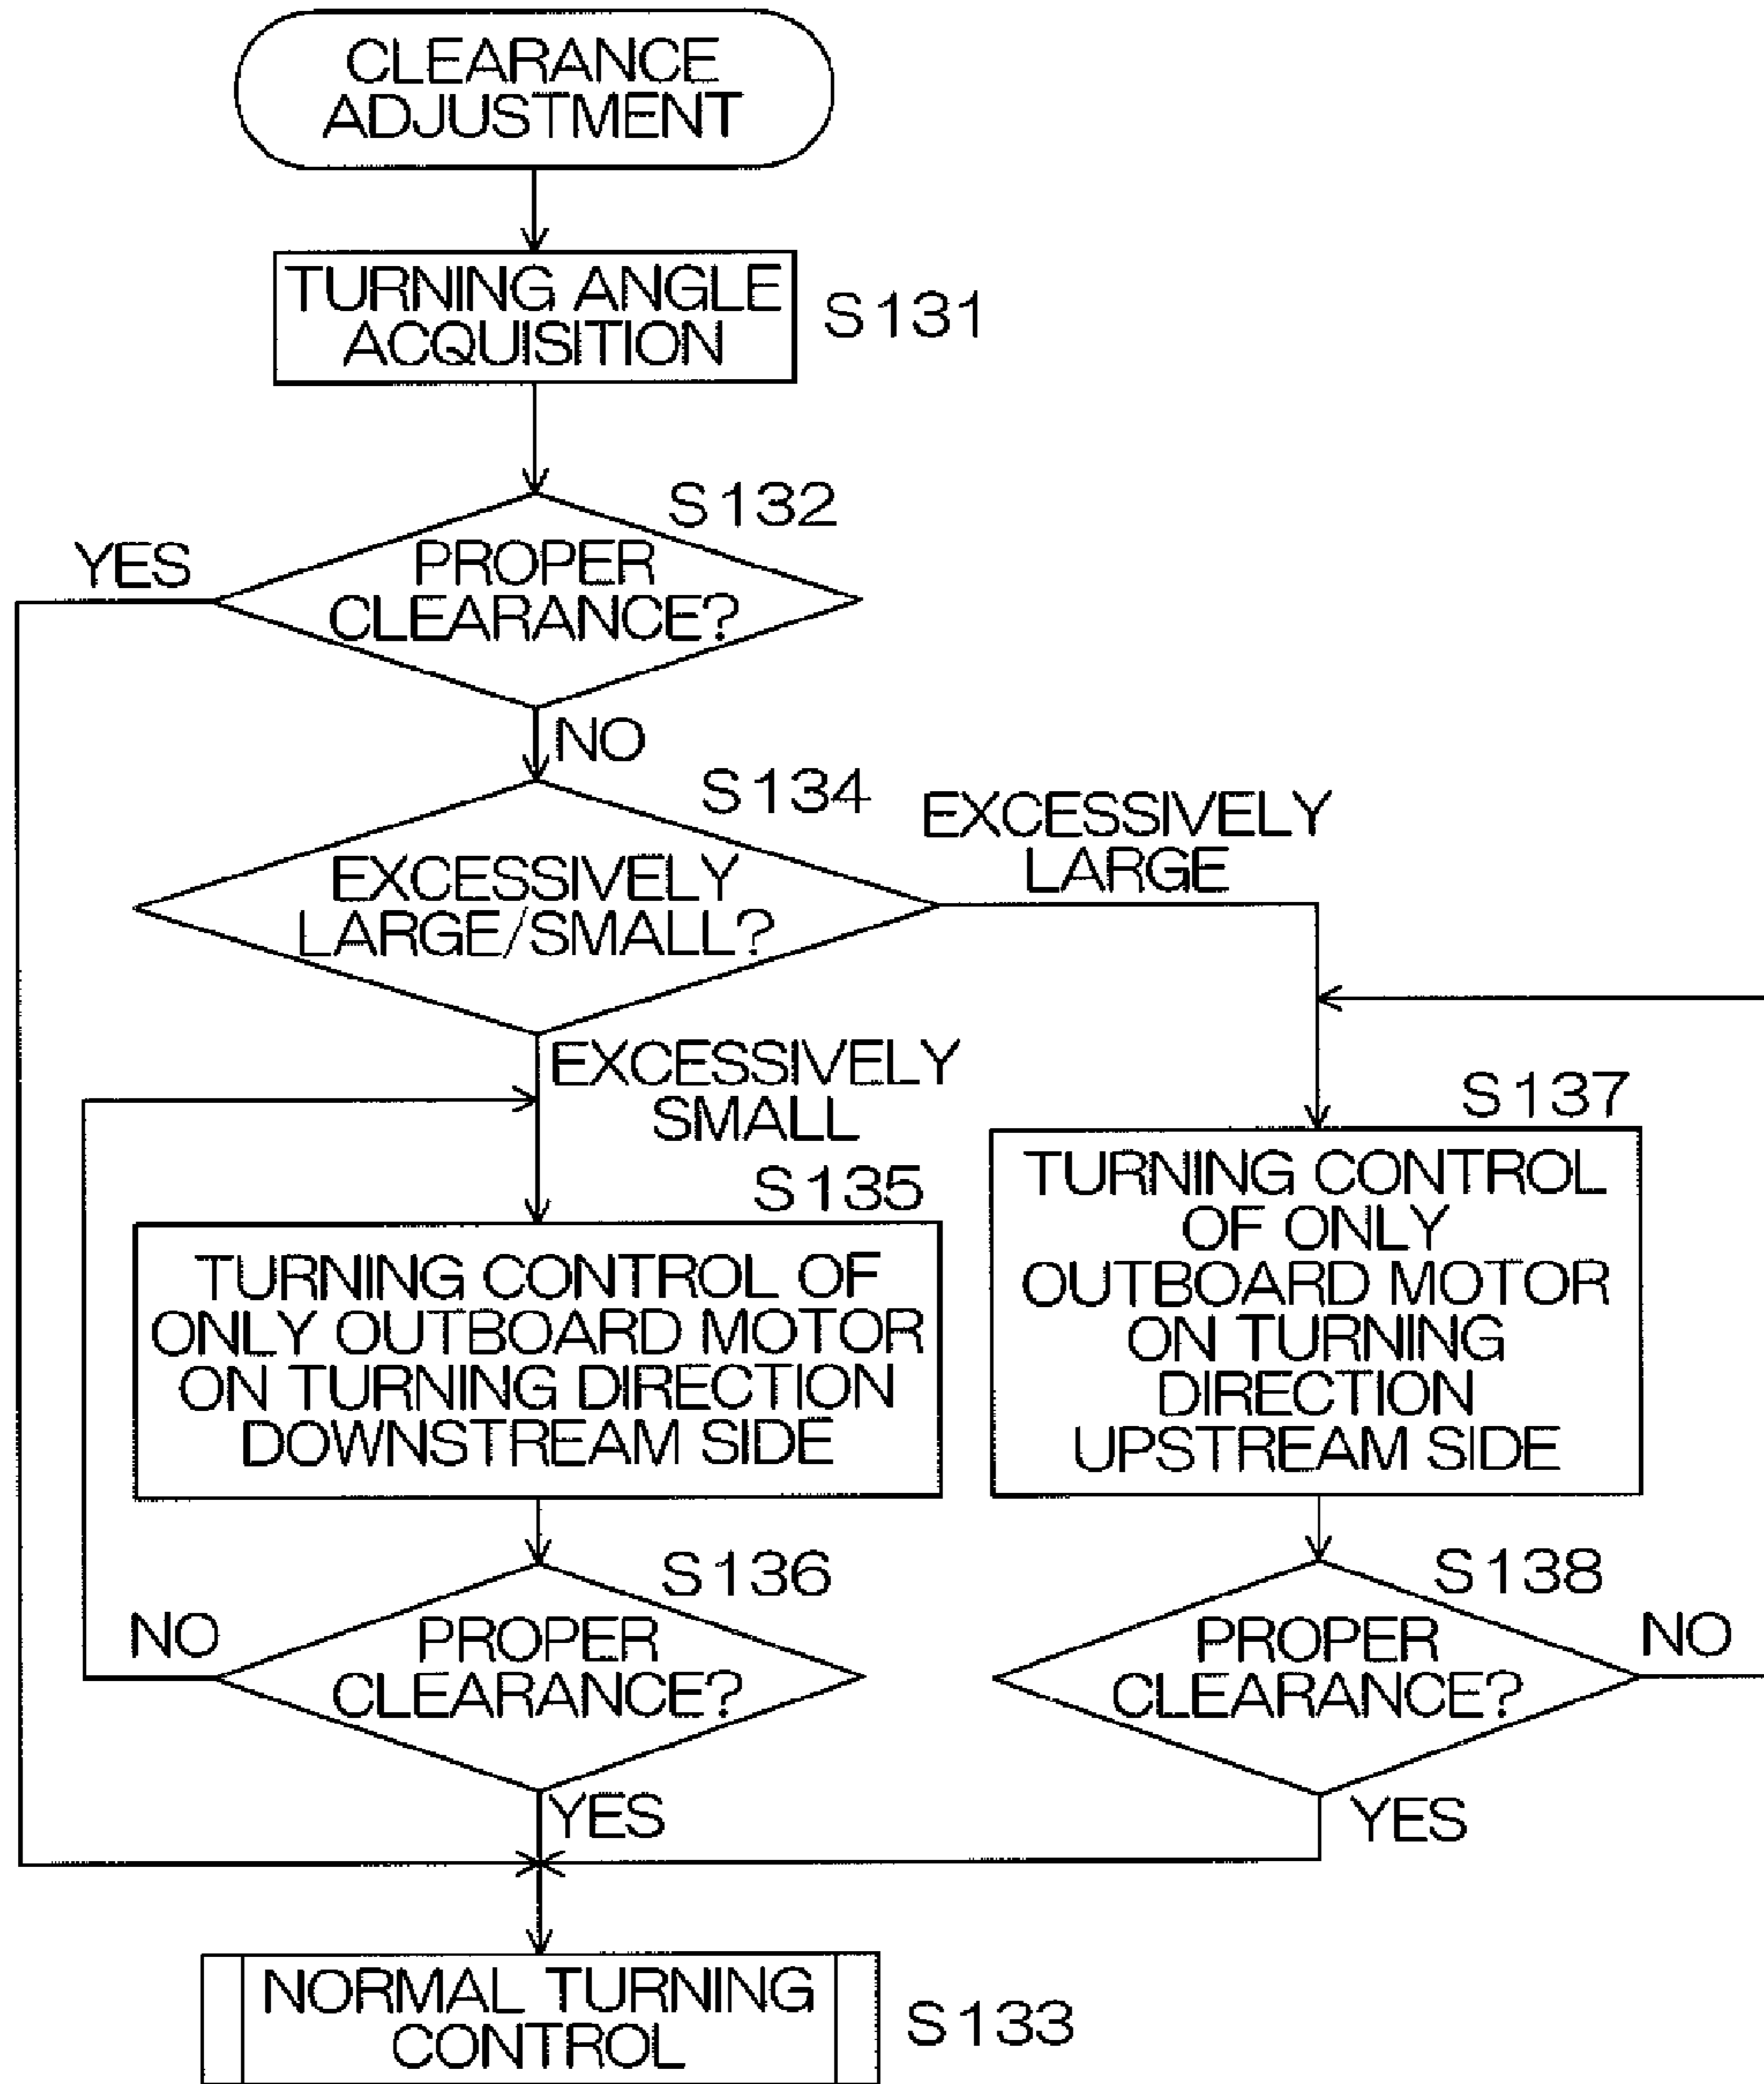 CLEARANCE
ADJUSTMENT
TURNING ANGLE
ACQUISITION
S131
S132
YES
PROPER
CLEARANCE?
NO
S134
EXCESSIVELY
LARGE
EXCESSIVELY
LARGE/SMALL?
EXCESSIVELY
SMALL
S135
TURNING CONTROL OF
ONLY OUTBOARD MOTOR
ON TURNING DIRECTION
DOWNSTREAM SIDE
S137
TURNING CONTROL
OF ONLY
OUTBOARD MOTOR
ON TURNING
DIRECTION
UPSTREAM SIDE
S136
NO
PROPER
CLEARANCE?
YES
S138
PROPER
CLEARANCE?
NO
YES
NORMAL TURNING
CONTROL
S133